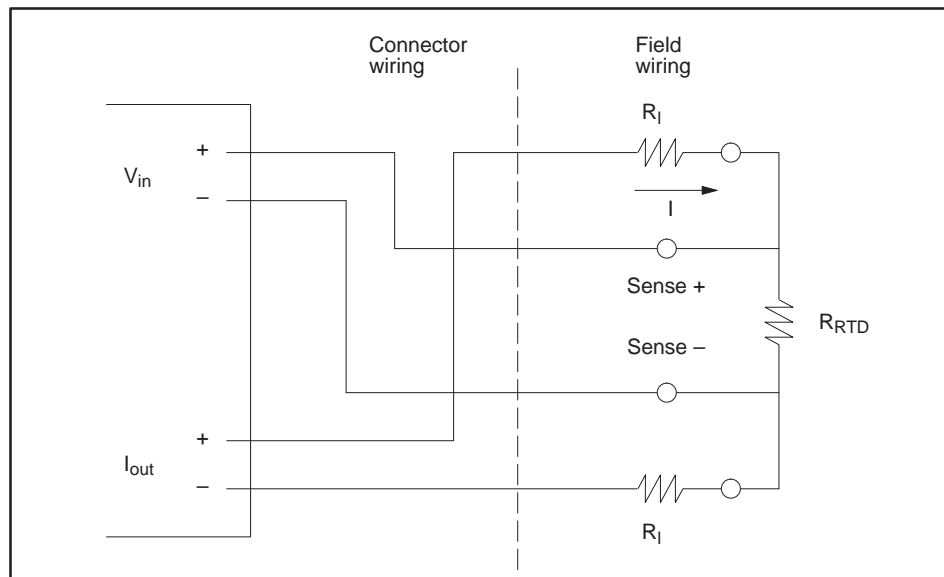 Connector
wiring
Field
wiring
R_l
+
V_in
–
I
Sense +
R_RTD
Sense –
+
I_out
–
R_l